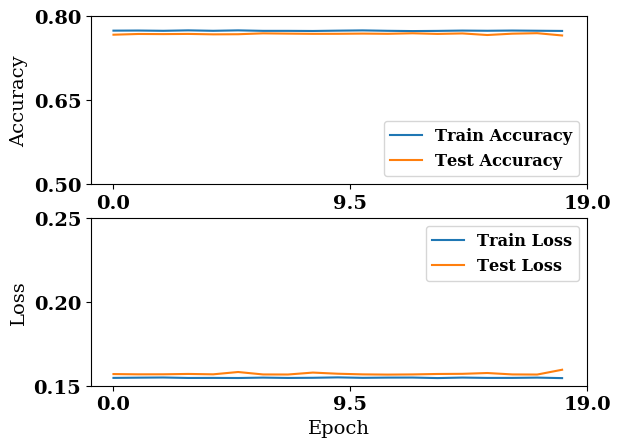 0.80
0.65
0.50
Accuracy
Train Accuracy
Test Accuracy
0.0 9.5 19.0
0.25
0.20
0.15
Loss
Train Loss
Test Loss
0.0 9.5 19.0
Epoch